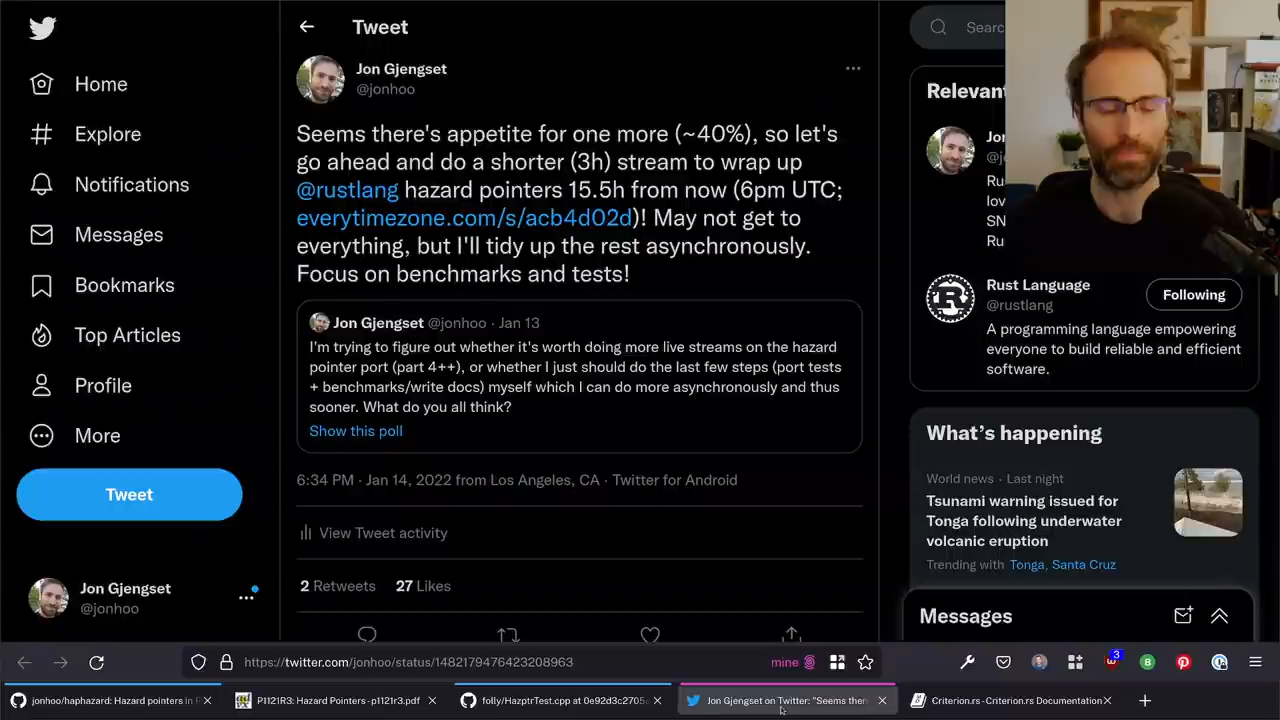 Home
Explore
Notifications
Messages
Bookmarks
Top Articles
Profile
More
Tweet
Jon Gjengset
@jonhoo
Tweet
Jon Gjengset
@jonhoo
Seems there's appetite for one more (~40%), so let's
go ahead and do a shorter (3h) stream to wrap up
@rustlang hazard pointers 15.5h from now (6pm UTC;
everytimezone.com/s/acb4d02d)! May not get to
everything, but I'll tidy up the rest asynchronously.
Focus on benchmarks and tests!
Jon Gjengset @jonhoo · Jan 13
I'm trying to figure out whether it's worth doing more live streams on the hazard
pointer port (part 4++), or whether I just should do the last few steps (port tests
+ benchmarks/write docs) myself which I can do more asynchronously and thus
sooner. What do you all think?
Show this poll
6:34 PM · Jan 14, 2022 from Los Angeles, CA · Twitter for Android
View Tweet activity
2 Retweets 27 Likes
Searc
Relevan
Jor
@jo
Ru
lov
SN
Ru
Rust Language
@rustlang
Following
A programming language empowering
everyone to build reliable and efficient
software.
What's happening
World news · Last night
Tsunami warning issued for
Tonga following underwater
volcanic eruption
Trending with Tonga, Santa Cruz
Messages
https://twitter.com/jonhoo/status/1482179476423208963
mine
3
jonhoo/haphazard: Hazard pointers in R
P1121R3: Hazard Pointers - p1121r3.pdf
folly/HazptrTest.cpp at 0e92d3c2705
Jon Gjengset on Twitter: "Seems then
Criterion.rs - Criterion.rs Documentation